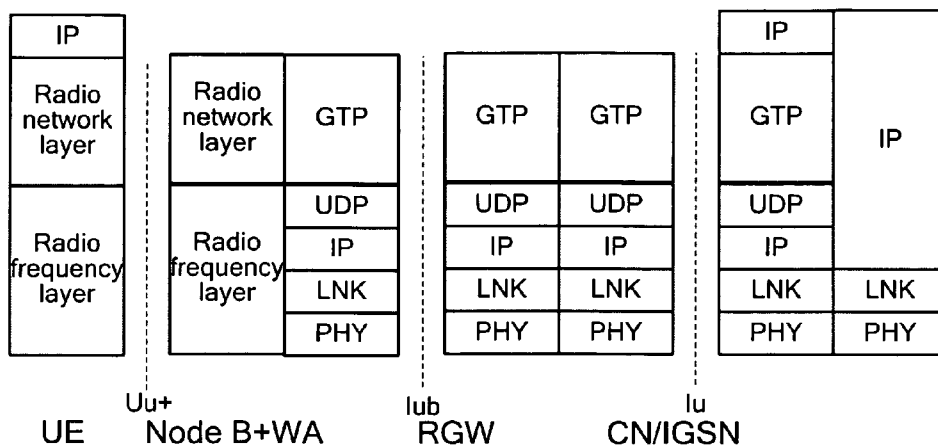 IP
Radio
network
layer
Radio
frequency
layer
Radio
network
layer
GTP
Radio
frequency
layer
UDP
IP
LNK
PHY
GTP
GTP
UDP
UDP
IP
IP
LNK
LNK
PHY
PHY
IP
GTP
UDP
IP
LNK
PHY
IP
LNK
PHY
Uu+
Iub
Iu
UE
Node B+WA
RGW
CN/IGSN